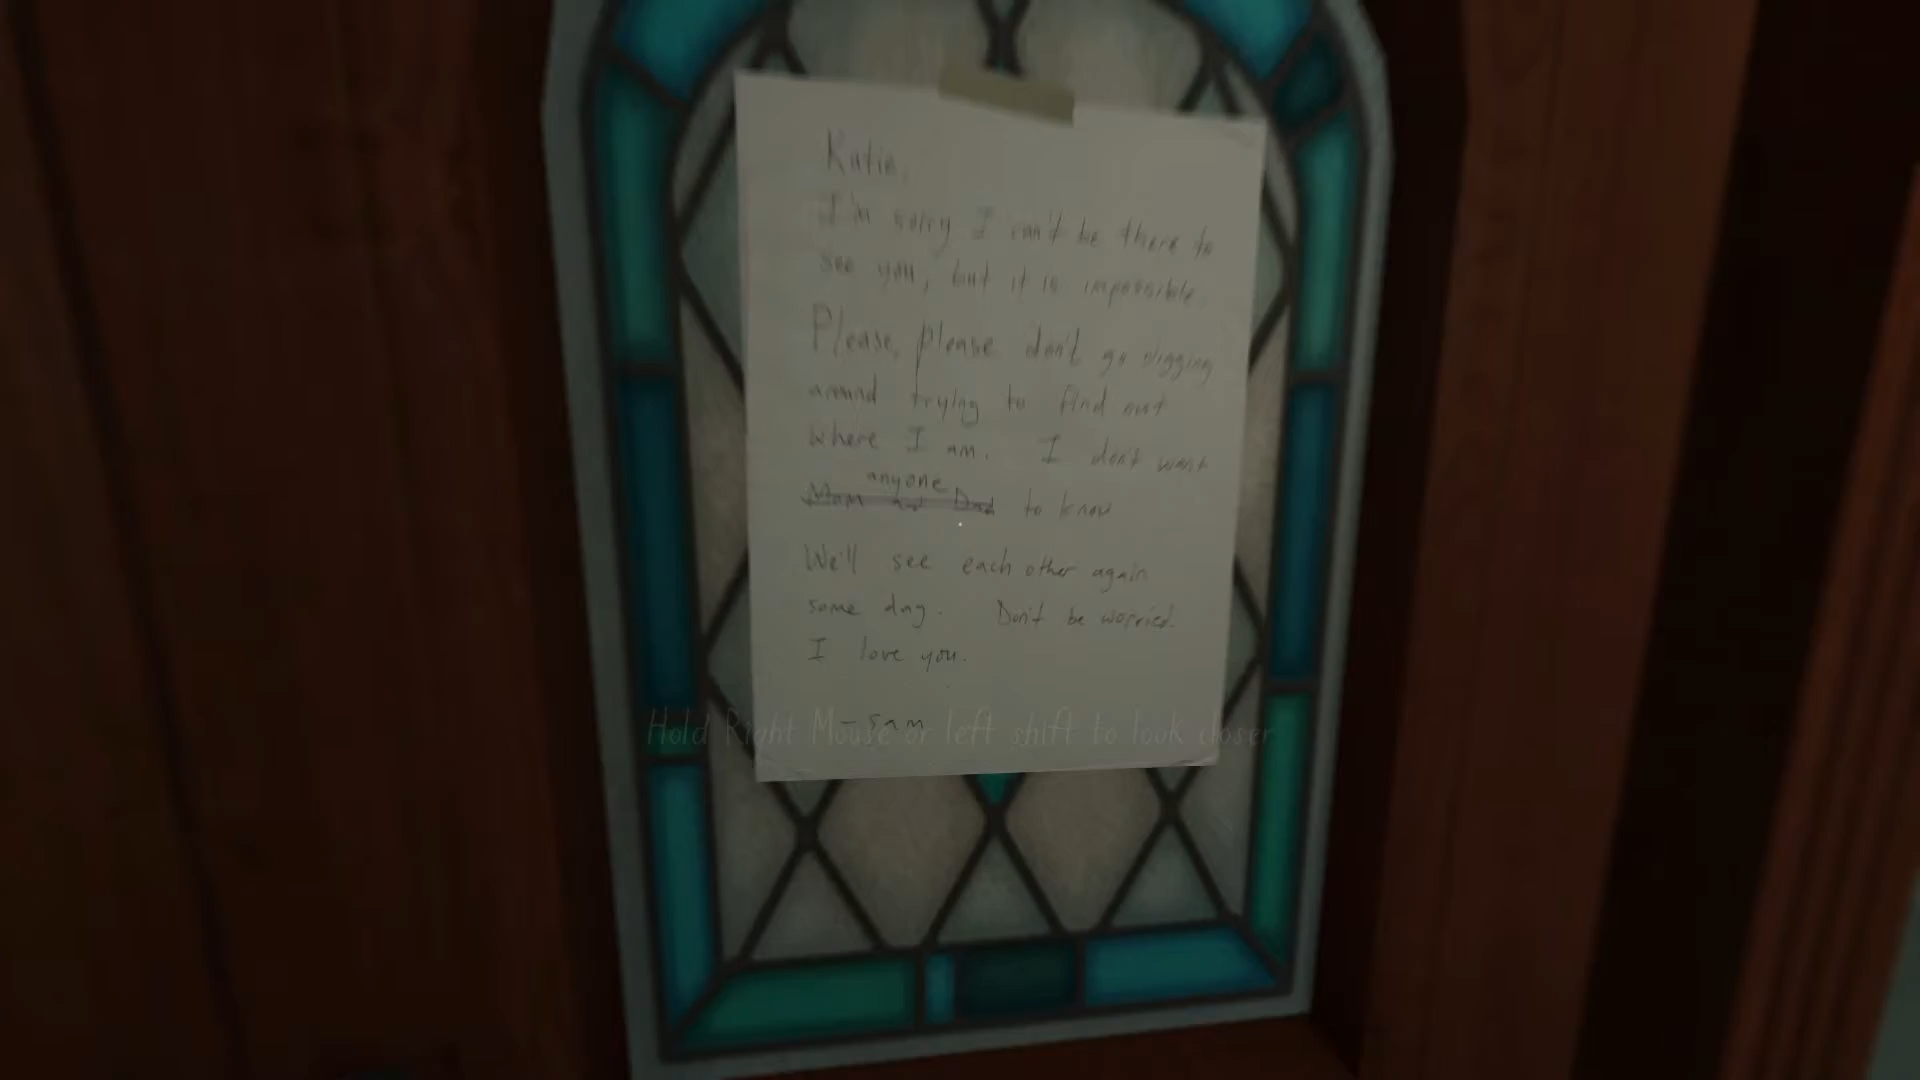 Katie,
I'm sorry I can't be there to
see you, but it is impossible.
Please, please don't go digging
around trying to find out
where I am. I don't want
anyone
Mom and Dad to know
We'll see each other again
some day. Don't be worried.
I love you.
-Sam
Hold Right Mouse or left shift to look closer